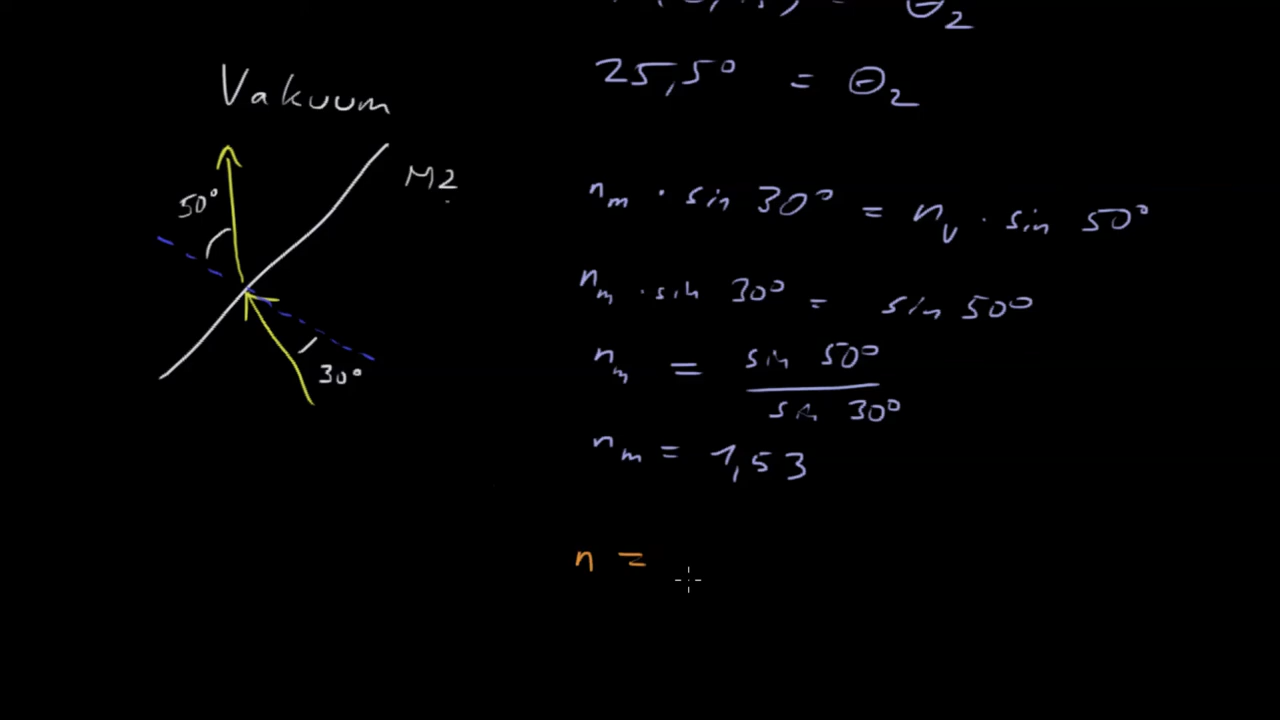 25,5° = Θ₂
Vakuum
M?
50°
30°
nₘ · sin 30° = nᵥ · sin 50°
nₘ · sin 30° = sin 50°
nₘ = sin 50° / sin 30°
nₘ = 1,53
n =